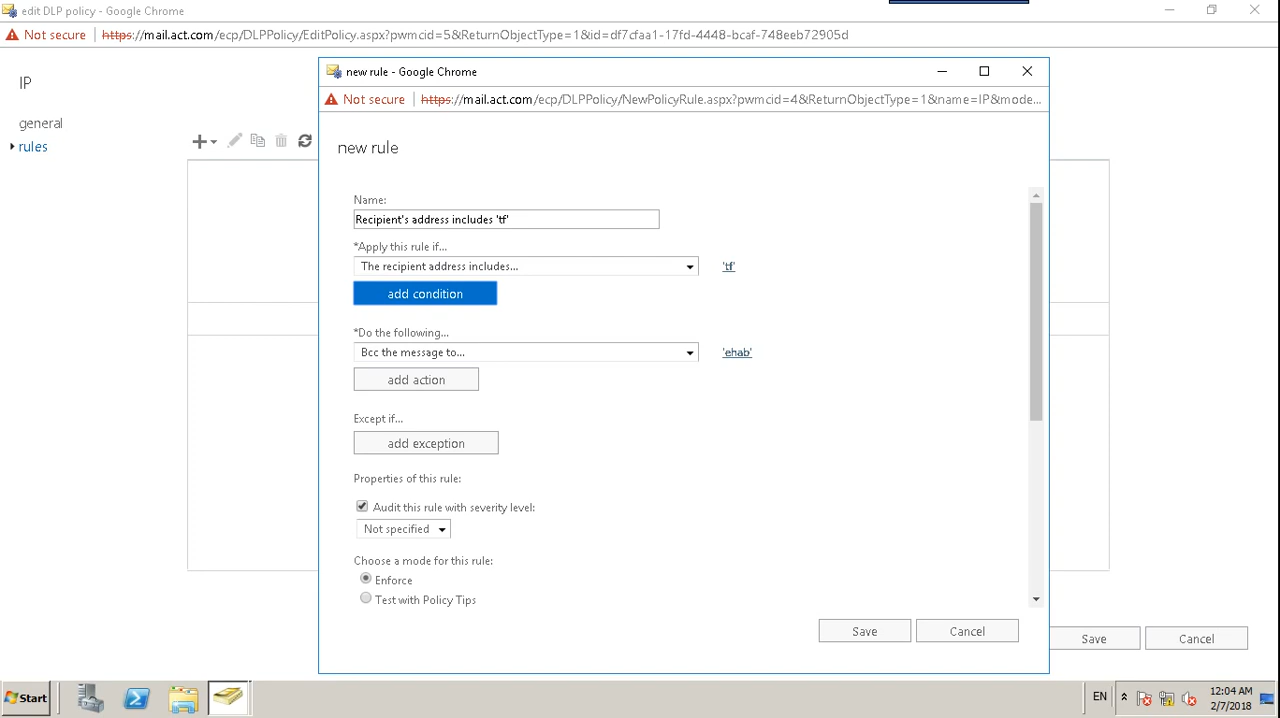 edit DLP policy - Google Chrome
Not secure | https://mail.act.com/ecp/DLPPolicy/EditPolicy.aspx?pwmcid=5&ReturnObjectType=1&id=df7cfaa1-17fd-4448-bcaf-748eeb72905d
IP
general
rules
new rule - Google Chrome
Not secure | https://mail.act.com/ecp/DLPPolicy/NewPolicyRule.aspx?pwmcid=4&ReturnObjectType=1&name=IP&mode...
new rule
Name:
Recipient's address includes 'tf'
*Apply this rule if...
The recipient address includes... 'tf'
add condition
*Do the following...
Bcc the message to... 'ehab'
add action
Except if...
add exception
Properties of this rule:
Audit this rule with severity level:
Not specified
Choose a mode for this rule:
Enforce
Test with Policy Tips
Save Cancel
Save Cancel
Start EN 12:04 AM
2/7/2018